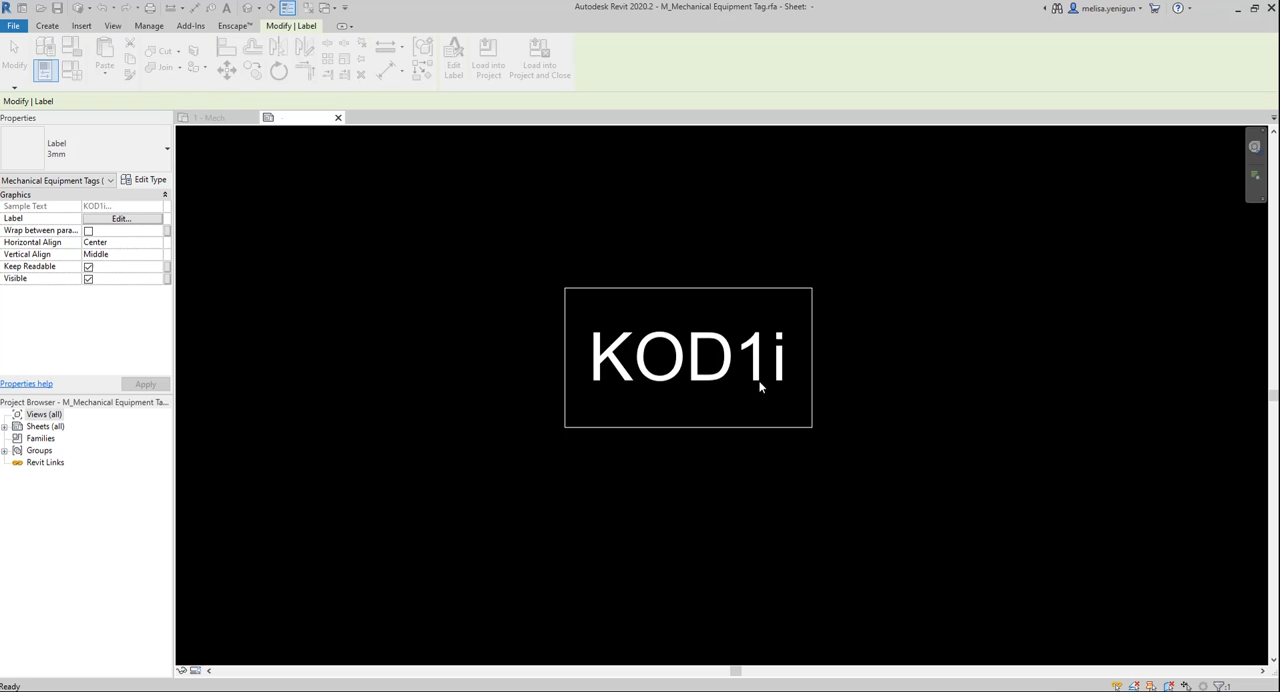 Autodesk Revit 2020.2 - M_Mechanical Equipment Tag.rfa - Sheet: -
melisa.yenigun
File Create Insert Annotate View Manage Add-Ins Enscape™ Modify | Label
Modify
Paste
Cut
Join
Edit Label
Load into Project
Load into Project and Close
Modify | Label
Properties
1 - Mech
-
Label
3mm
Mechanical Equipment Tags (
Edit Type
Graphics
Sample Text KOD1i...
Label Edit...
Wrap between para...
Horizontal Align Center
Vertical Align Middle
Keep Readable
Visible
Properties help
Apply
Project Browser - M_Mechanical Equipment Ta...
Views (all)
Sheets (all)
Families
Groups
Revit Links
KOD1i
Ready
:1